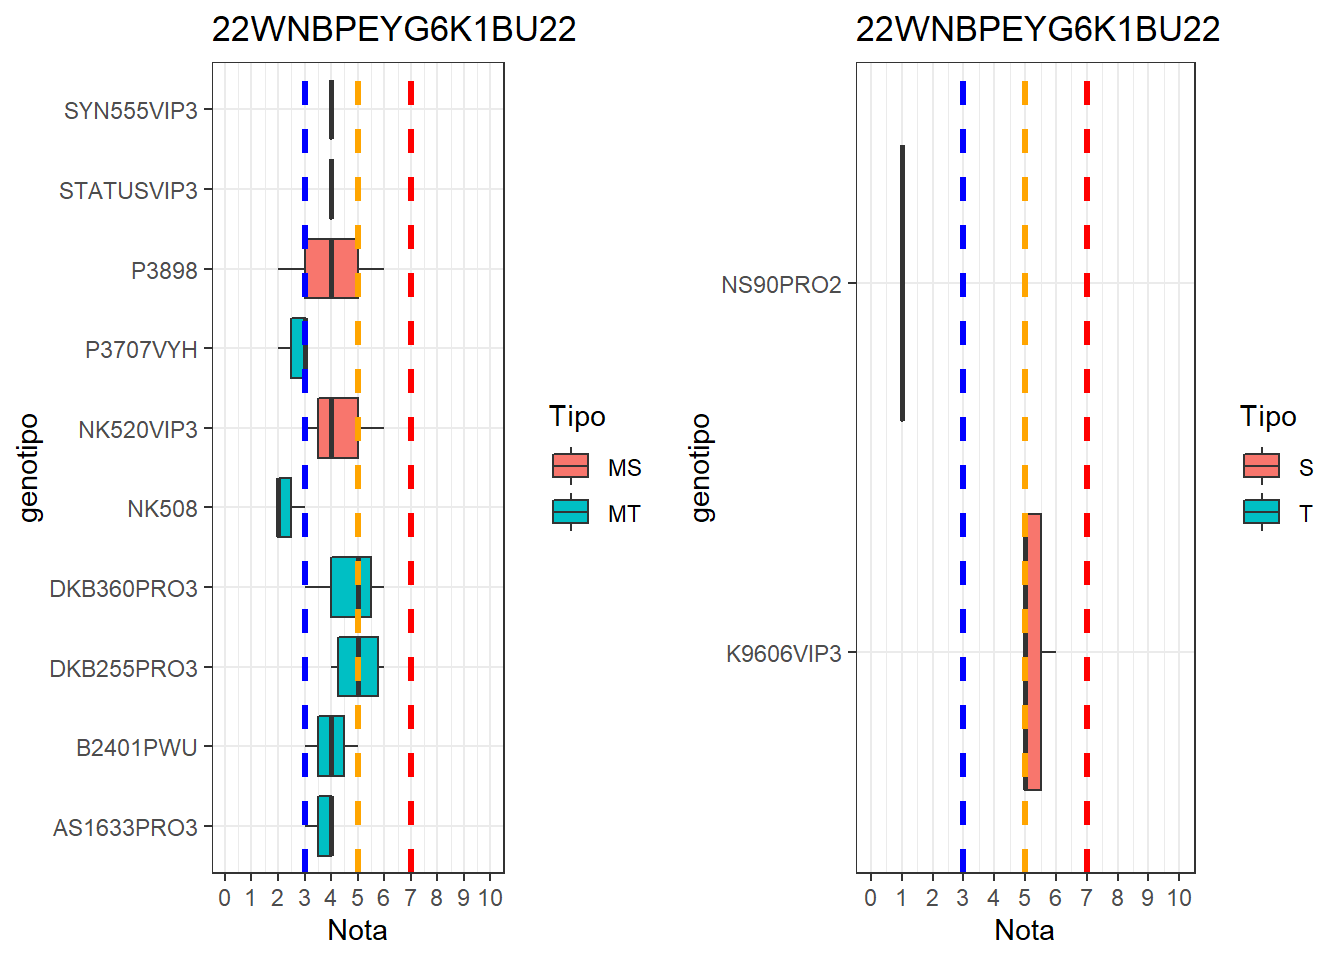 22WNBPEYG6K1BU22
SYN555VIP3
STATUSVIP3
P3898
P3707VYH
NK520VIP3
NK508
DKB360PRO3
DKB255PRO3
B2401PWU
AS1633PRO3
genotipo
0 1 2 3 4 5 6 7 8 9 10
Nota
Tipo
MS
MT
22WNBPEYG6K1BU22
NS90PRO2
K9606VIP3
genotipo
0 1 2 3 4 5 6 7 8 9 10
Nota
Tipo
S
T